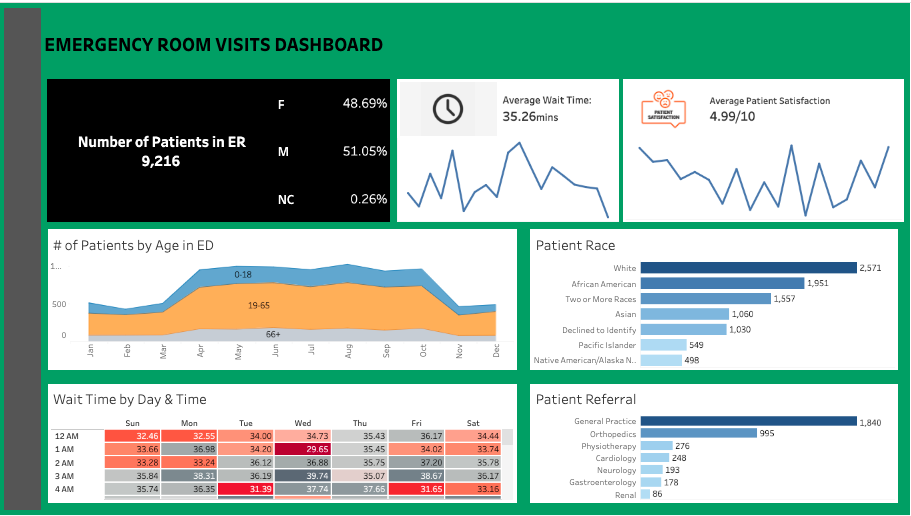 EMERGENCY ROOM VISITS DASHBOARD
Number of Patients in ER
9,216
F 48.69%
M 51.05%
NC 0.26%
Average Wait Time:
35.26mins
PATIENT
SATISFACTION
Average Patient Satisfaction
4.99/10
# of Patients by Age in ED
1...
500
0
0-18
19-65
66+
Jan Feb Mar Apr May Jun Jul Aug Sep Oct Nov Dec
Patient Race
White 2,571
African American 1,951
Two or More Races 1,557
Asian 1,060
Declined to Identify 1,030
Pacific Islander 549
Native American/Alaska N.. 498
Wait Time by Day & Time
Sun Mon Tue Wed Thu Fri Sat
12 AM 32.46 32.55 34.00 34.73 35.43 36.17 34.44
1 AM 33.66 36.98 34.20 29.65 35.45 34.02 33.74
2 AM 33.28 33.24 36.12 36.88 35.75 37.20 35.78
3 AM 35.84 38.31 36.19 39.74 35.07 38.67 36.17
4 AM 35.74 36.35 31.39 37.74 37.66 31.65 33.16
Patient Referral
General Practice 1,840
Orthopedics 995
Physiotherapy 276
Cardiology 248
Neurology 193
Gastroenterology 178
Renal 86